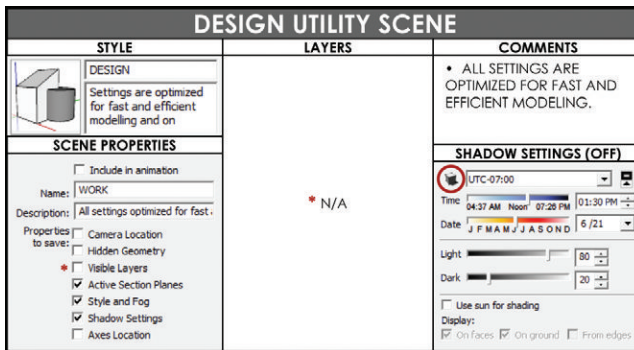 DESIGN UTILITY SCENE
STYLE
DESIGN
Settings are optimized
for fast and efficient
modelling and on
SCENE PROPERTIES
Include in animation
Name: WORK
Description: All settings optimized for fast
Properties to save:
Camera Location
Hidden Geometry
* Visible Layers
Active Section Planes
Style and Fog
Shadow Settings
Axes Location
LAYERS
* N/A
COMMENTS
• ALL SETTINGS ARE
OPTIMIZED FOR FAST AND
EFFICIENT MODELING.
SHADOW SETTINGS (OFF)
UTC-07:00
Time 04:37 AM Noon 07:26 PM 01:30 PM
Date J F M A M J J A S O N D 6/21
Light 80
Dark 20
Use sun for shading
Display:
On faces On ground From edges